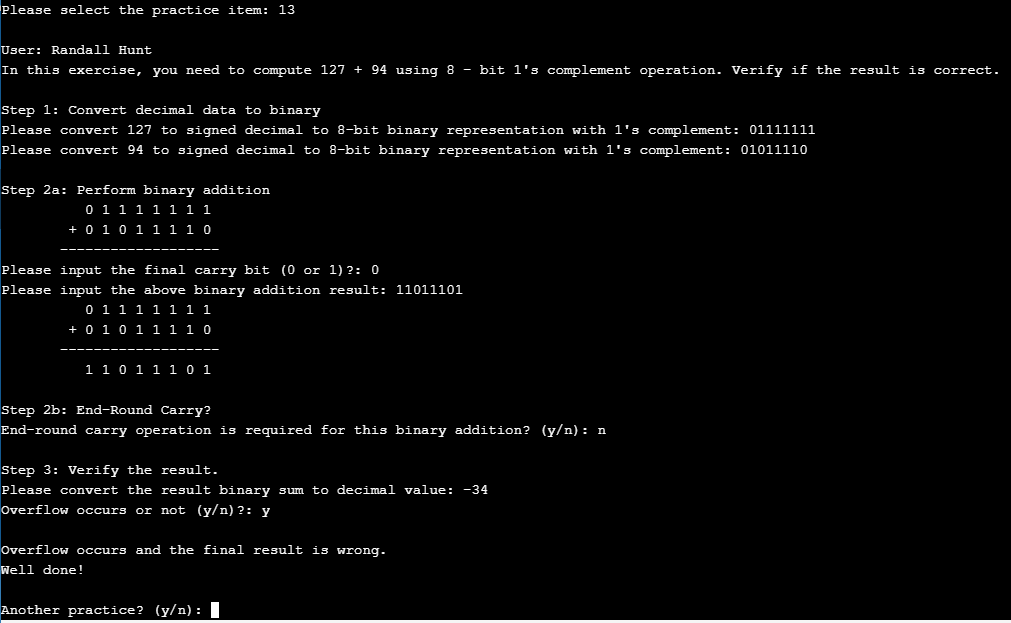 Please select the practice item: 13
User: Randall Hunt
In this exercise, you need to compute 127 + 94 using 8 - bit 1's complement operation. Verify if the result is correct.
Step 1: Convert decimal data to binary
Please convert 127 to signed decimal to 8-bit binary representation with 1's complement: 01111111
Please convert 94 to signed decimal to 8-bit binary representation with 1's complement: 01011110
Step 2a: Perform binary addition
0 1 1 1 1 1 1 1
+ 0 1 0 1 1 1 1 0
-------------------
Please input the final carry bit (0 or 1)?: 0
Please input the above binary addition result: 11011101
0 1 1 1 1 1 1 1
+ 0 1 0 1 1 1 1 0
-------------------
1 1 0 1 1 1 0 1
Step 2b: End-Round Carry?
End-round carry operation is required for this binary addition? (y/n): n
Step 3: Verify the result.
Please convert the result binary sum to decimal value: -34
Overflow occurs or not (y/n)?: y
Overflow occurs and the final result is wrong.
Well done!
Another practice? (y/n):